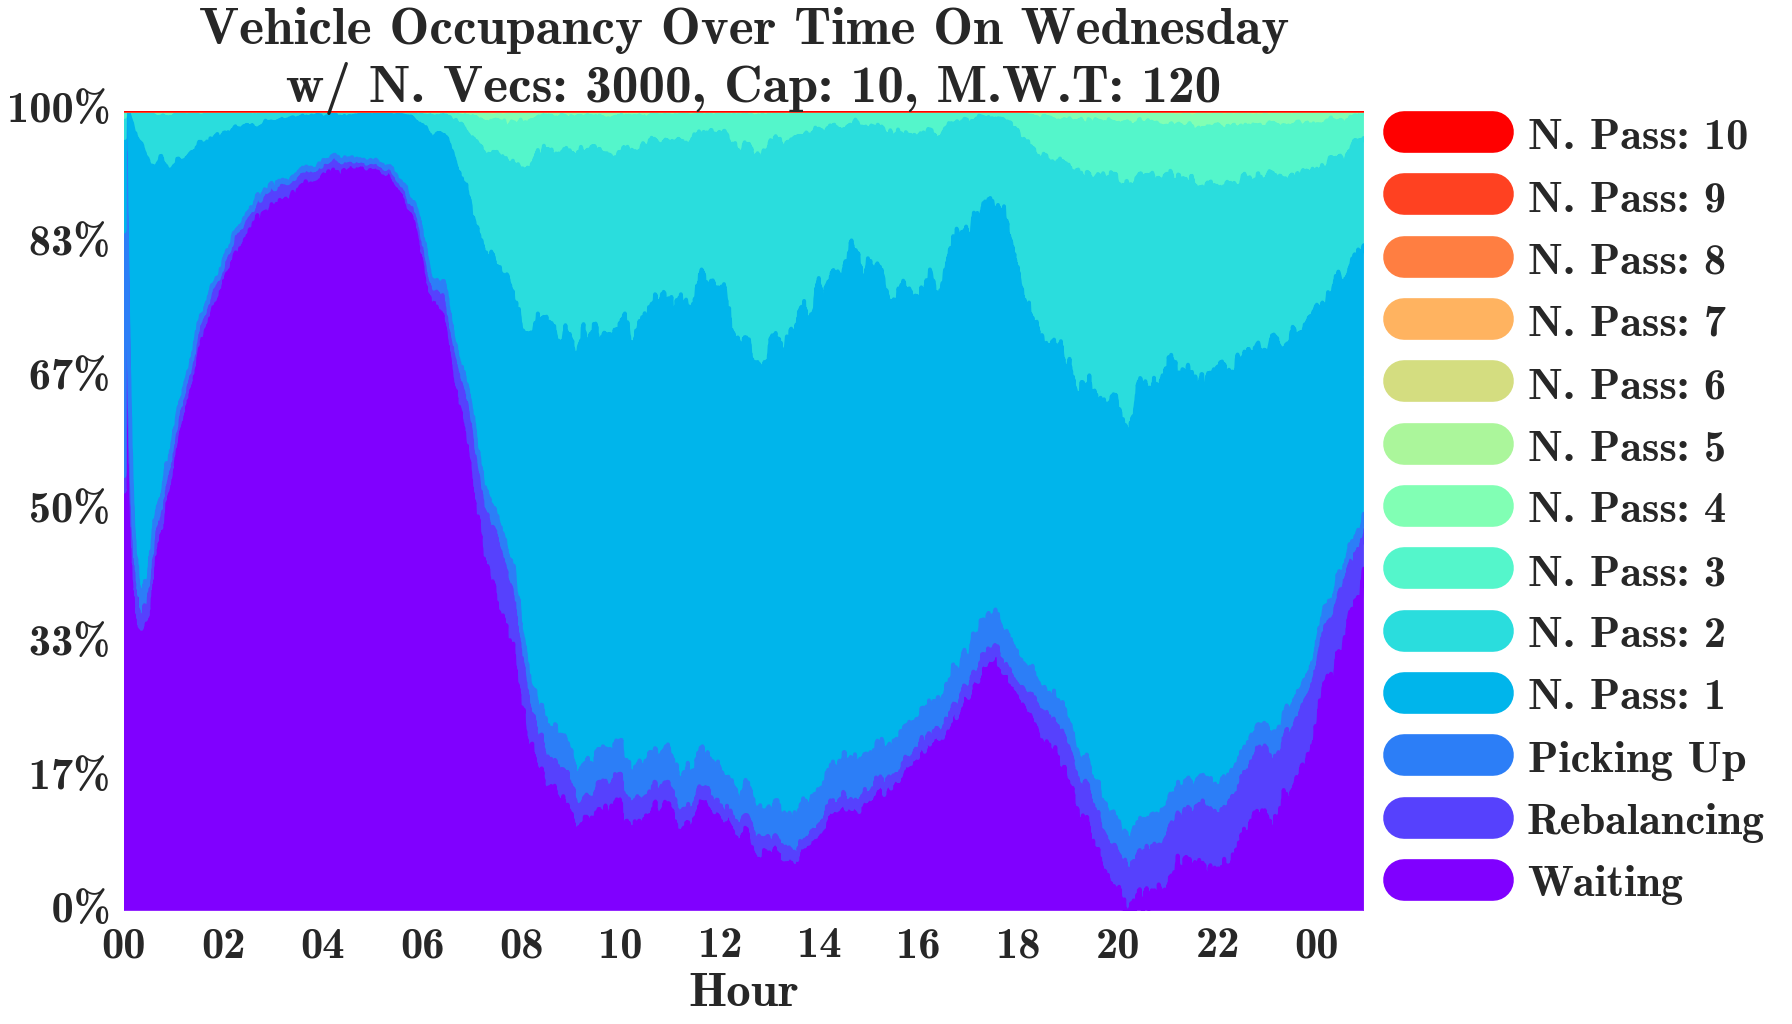 Vehicle Occupancy Over Time On Wednesday
w/ N. Vecs: 3000, Cap: 10, M.W.T: 120
100%
83%
67%
50%
33%
17%
0%
00 02 04 06 08 10 12 14 16 18 20 22 00
Hour
N. Pass: 10
N. Pass: 9
N. Pass: 8
N. Pass: 7
N. Pass: 6
N. Pass: 5
N. Pass: 4
N. Pass: 3
N. Pass: 2
N. Pass: 1
Picking Up
Rebalancing
Waiting